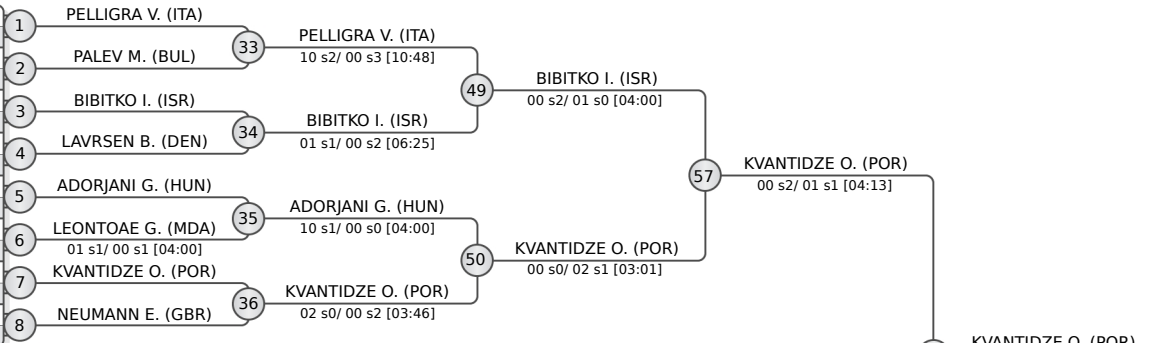 PELLIGRA V. (ITA)
1
33
PELLIGRA V. (ITA)
10 s2/ 00 s3 [10:48]
PALEV M. (BUL)
2
49
BIBITKO I. (ISR)
00 s2/ 01 s0 [04:00]
BIBITKO I. (ISR)
3
34
BIBITKO I. (ISR)
01 s1/ 00 s2 [06:25]
LAVRSEN B. (DEN)
4
57
KVANTIDZE O. (POR)
00 s2/ 01 s1 [04:13]
ADORJANI G. (HUN)
5
35
ADORJANI G. (HUN)
10 s1/ 00 s0 [04:00]
LEONTOAE G. (MDA)
6
01 s1/ 00 s1 [04:00]
50
KVANTIDZE O. (POR)
00 s0/ 02 s1 [03:01]
KVANTIDZE O. (POR)
7
36
KVANTIDZE O. (POR)
02 s0/ 00 s2 [03:46]
NEUMANN E. (GBR)
8
KVANTIDZE O. (POR)